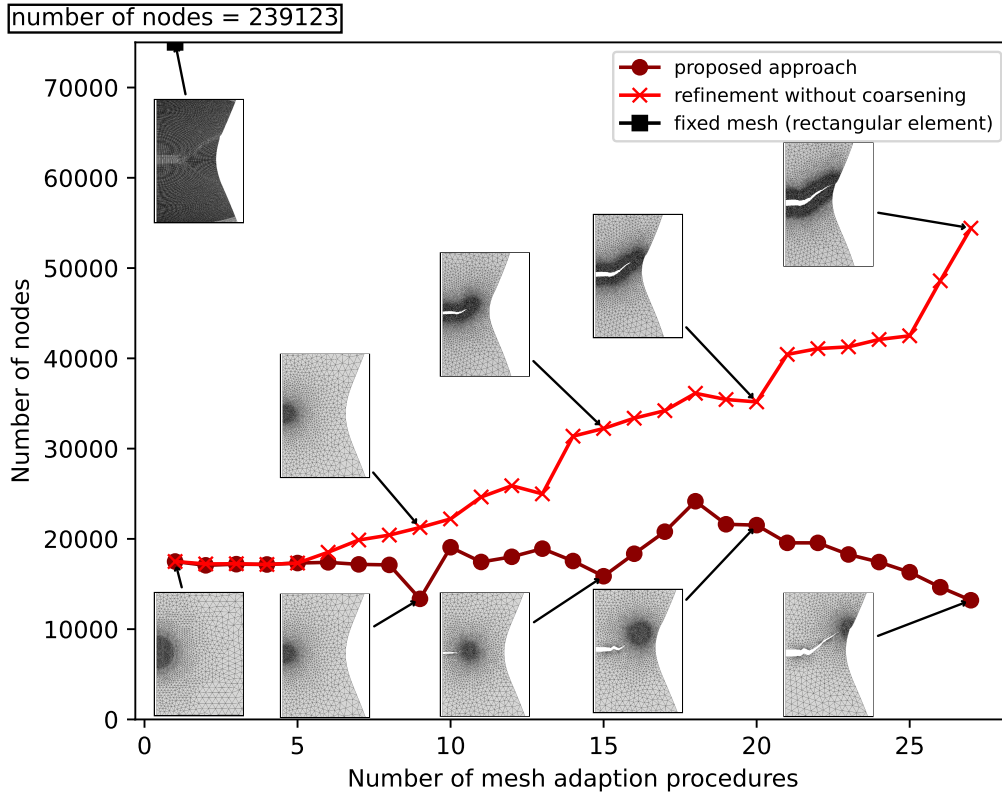 number of nodes = 239123
proposed approach
refinement without coarsening
fixed mesh (rectangular element)
70000
60000
50000
40000
30000
20000
10000
0
Number of nodes
0 5 10 15 20 25
Number of mesh adaption procedures